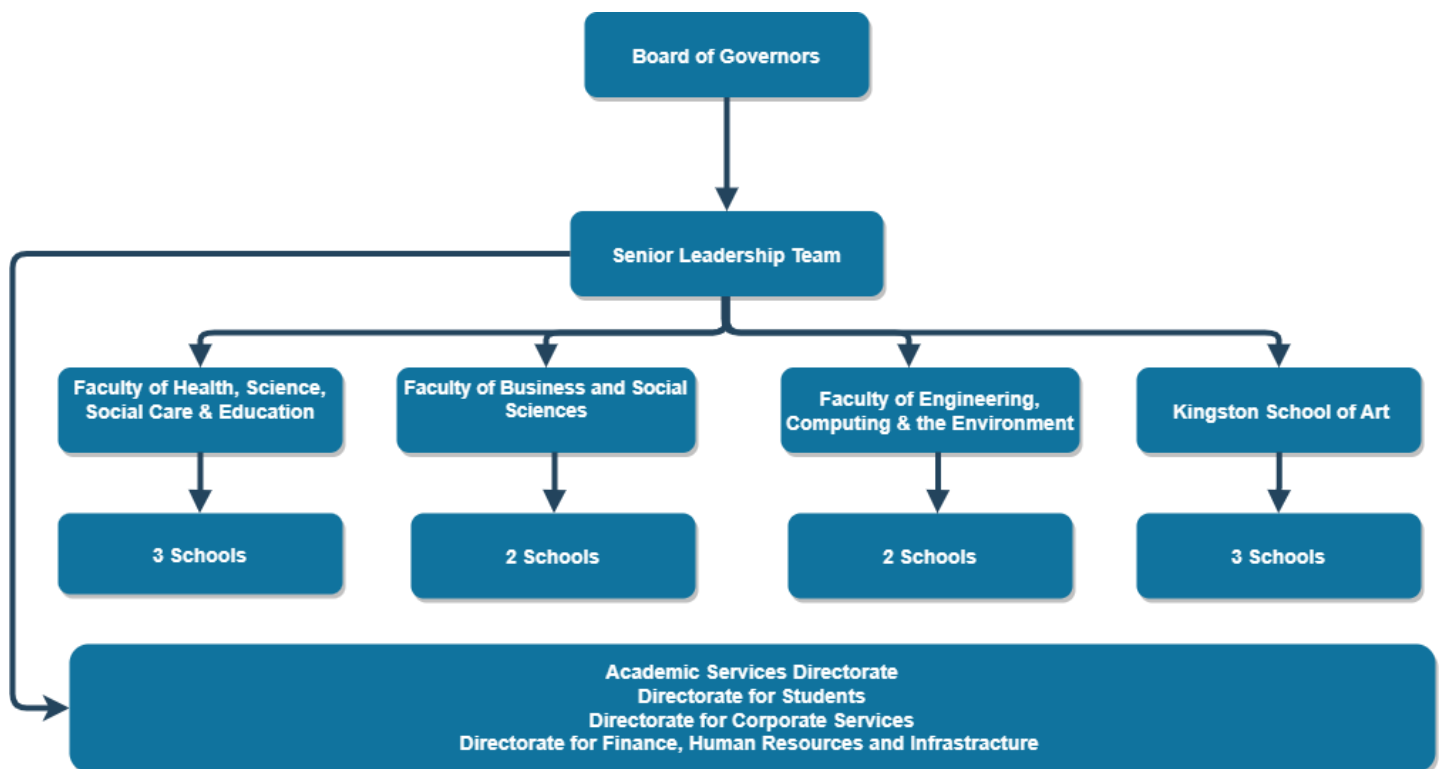 Board of Governors
Senior Leadership Team
Faculty of Health, Science,
Social Care & Education
Faculty of Business and Social
Sciences
Faculty of Engineering,
Computing & the Environment
Kingston School of Art
3 Schools
2 Schools
2 Schools
3 Schools
Academic Services Directorate
Directorate for Students
Directorate for Corporate Services
Directorate for Finance, Human Resources and Infrastracture